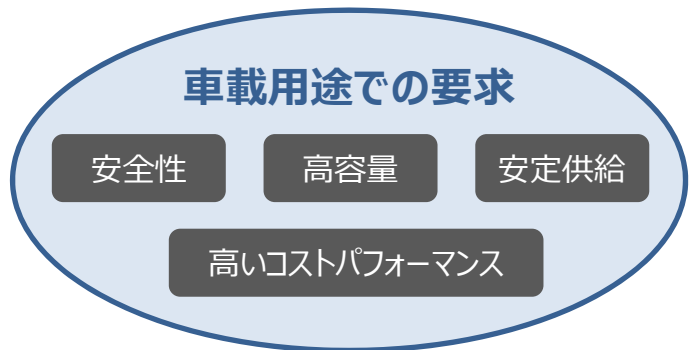 車載用途での要求
安全性 高容量 安定供給
高いコストパフォーマンス